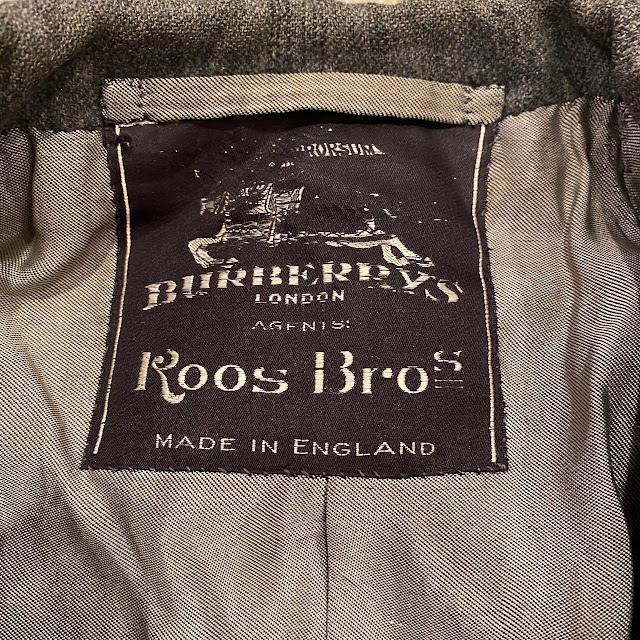 PRORSUM
BURBERRYS
LONDON
AGENTS:
Roos Bros
MADE IN ENGLAND